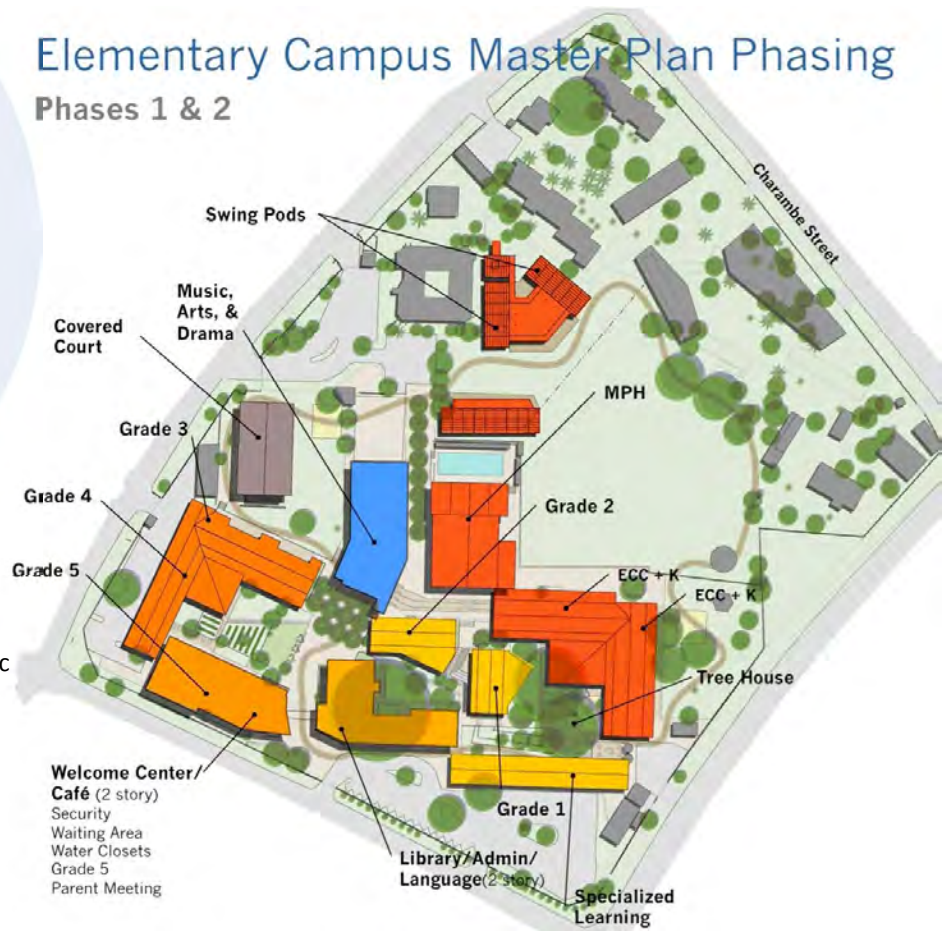 Elementary Campus Master Plan Phasing
Phases 1 & 2
Charambe Street
Swing Pods
Music,
Arts, &
Drama
Covered
Court
MPH
Grade 3
Grade 4
Grade 2
Grade 5
ECC + K
ECC + K
c
Tree House
Welcome Center/
Café (2 story)
Security
Waiting Area
Water Closets
Grade 5
Parent Meeting
Grade 1
Library/Admin/
Language(2 story)
Specialized
Learning